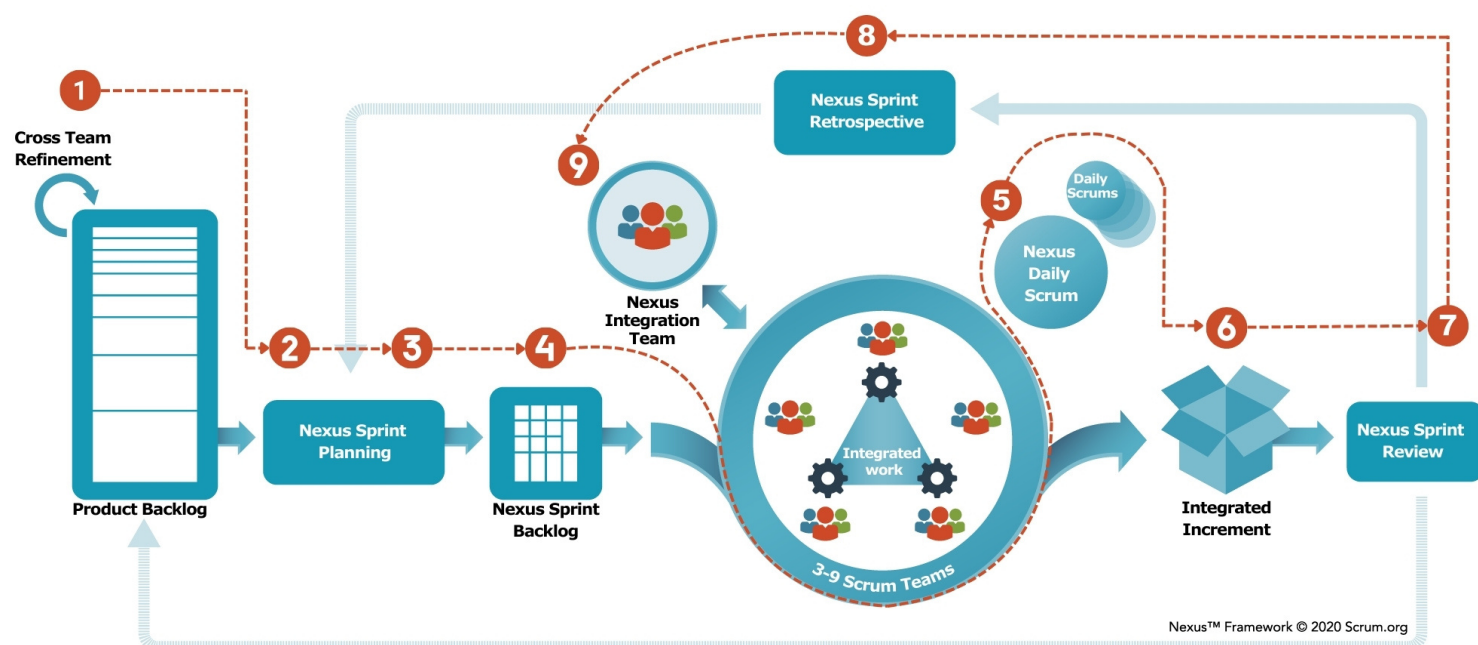 1
Cross Team
Refinement
Product Backlog
2
3
Nexus Sprint
Planning
4
Nexus Sprint
Backlog
9
Nexus
Integration
Team
8
Nexus Sprint
Retrospective
Integrated
work
3-9 Scrum Teams
5
Daily
Scrums
Nexus
Daily
Scrum
6
Integrated
Increment
7
Nexus Sprint
Review
Nexus™ Framework © 2020 Scrum.org